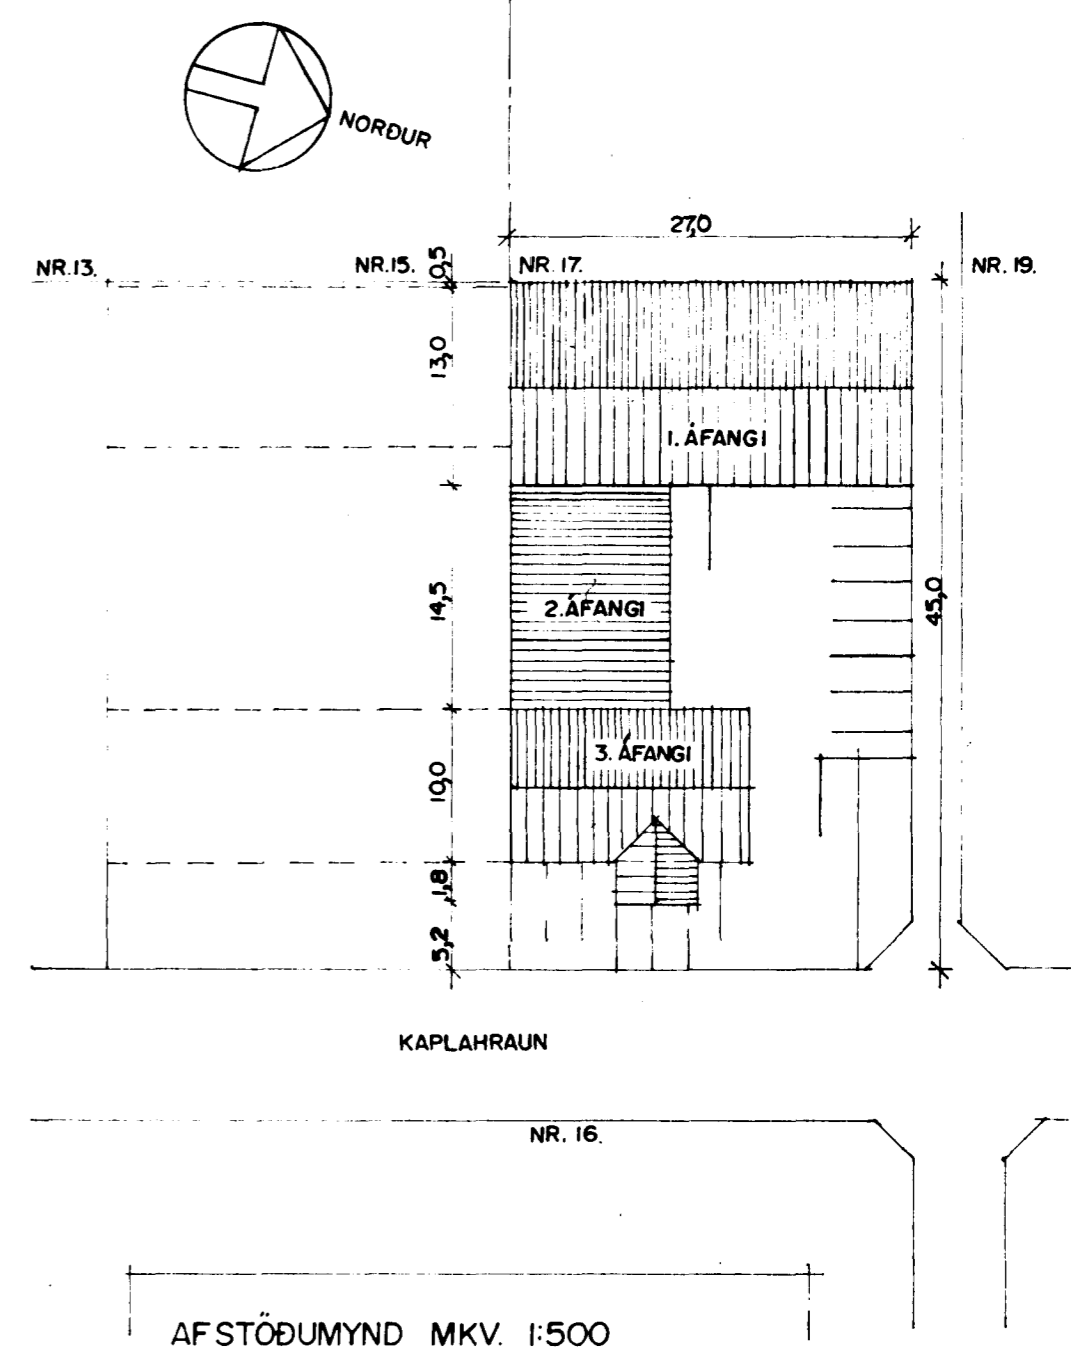 NORÐUR
27,0
NR.13.
NR.15.
0,5
NR. 17.
NR. 19.
13,0
1. ÁFANGI
14,5
2. ÁFANGI
45,0
3. ÁFANGI
10,0
1,8
5,2
KAPLAHRAUN
NR. 16.
AFSTÖÐUMYND MKV. 1:500